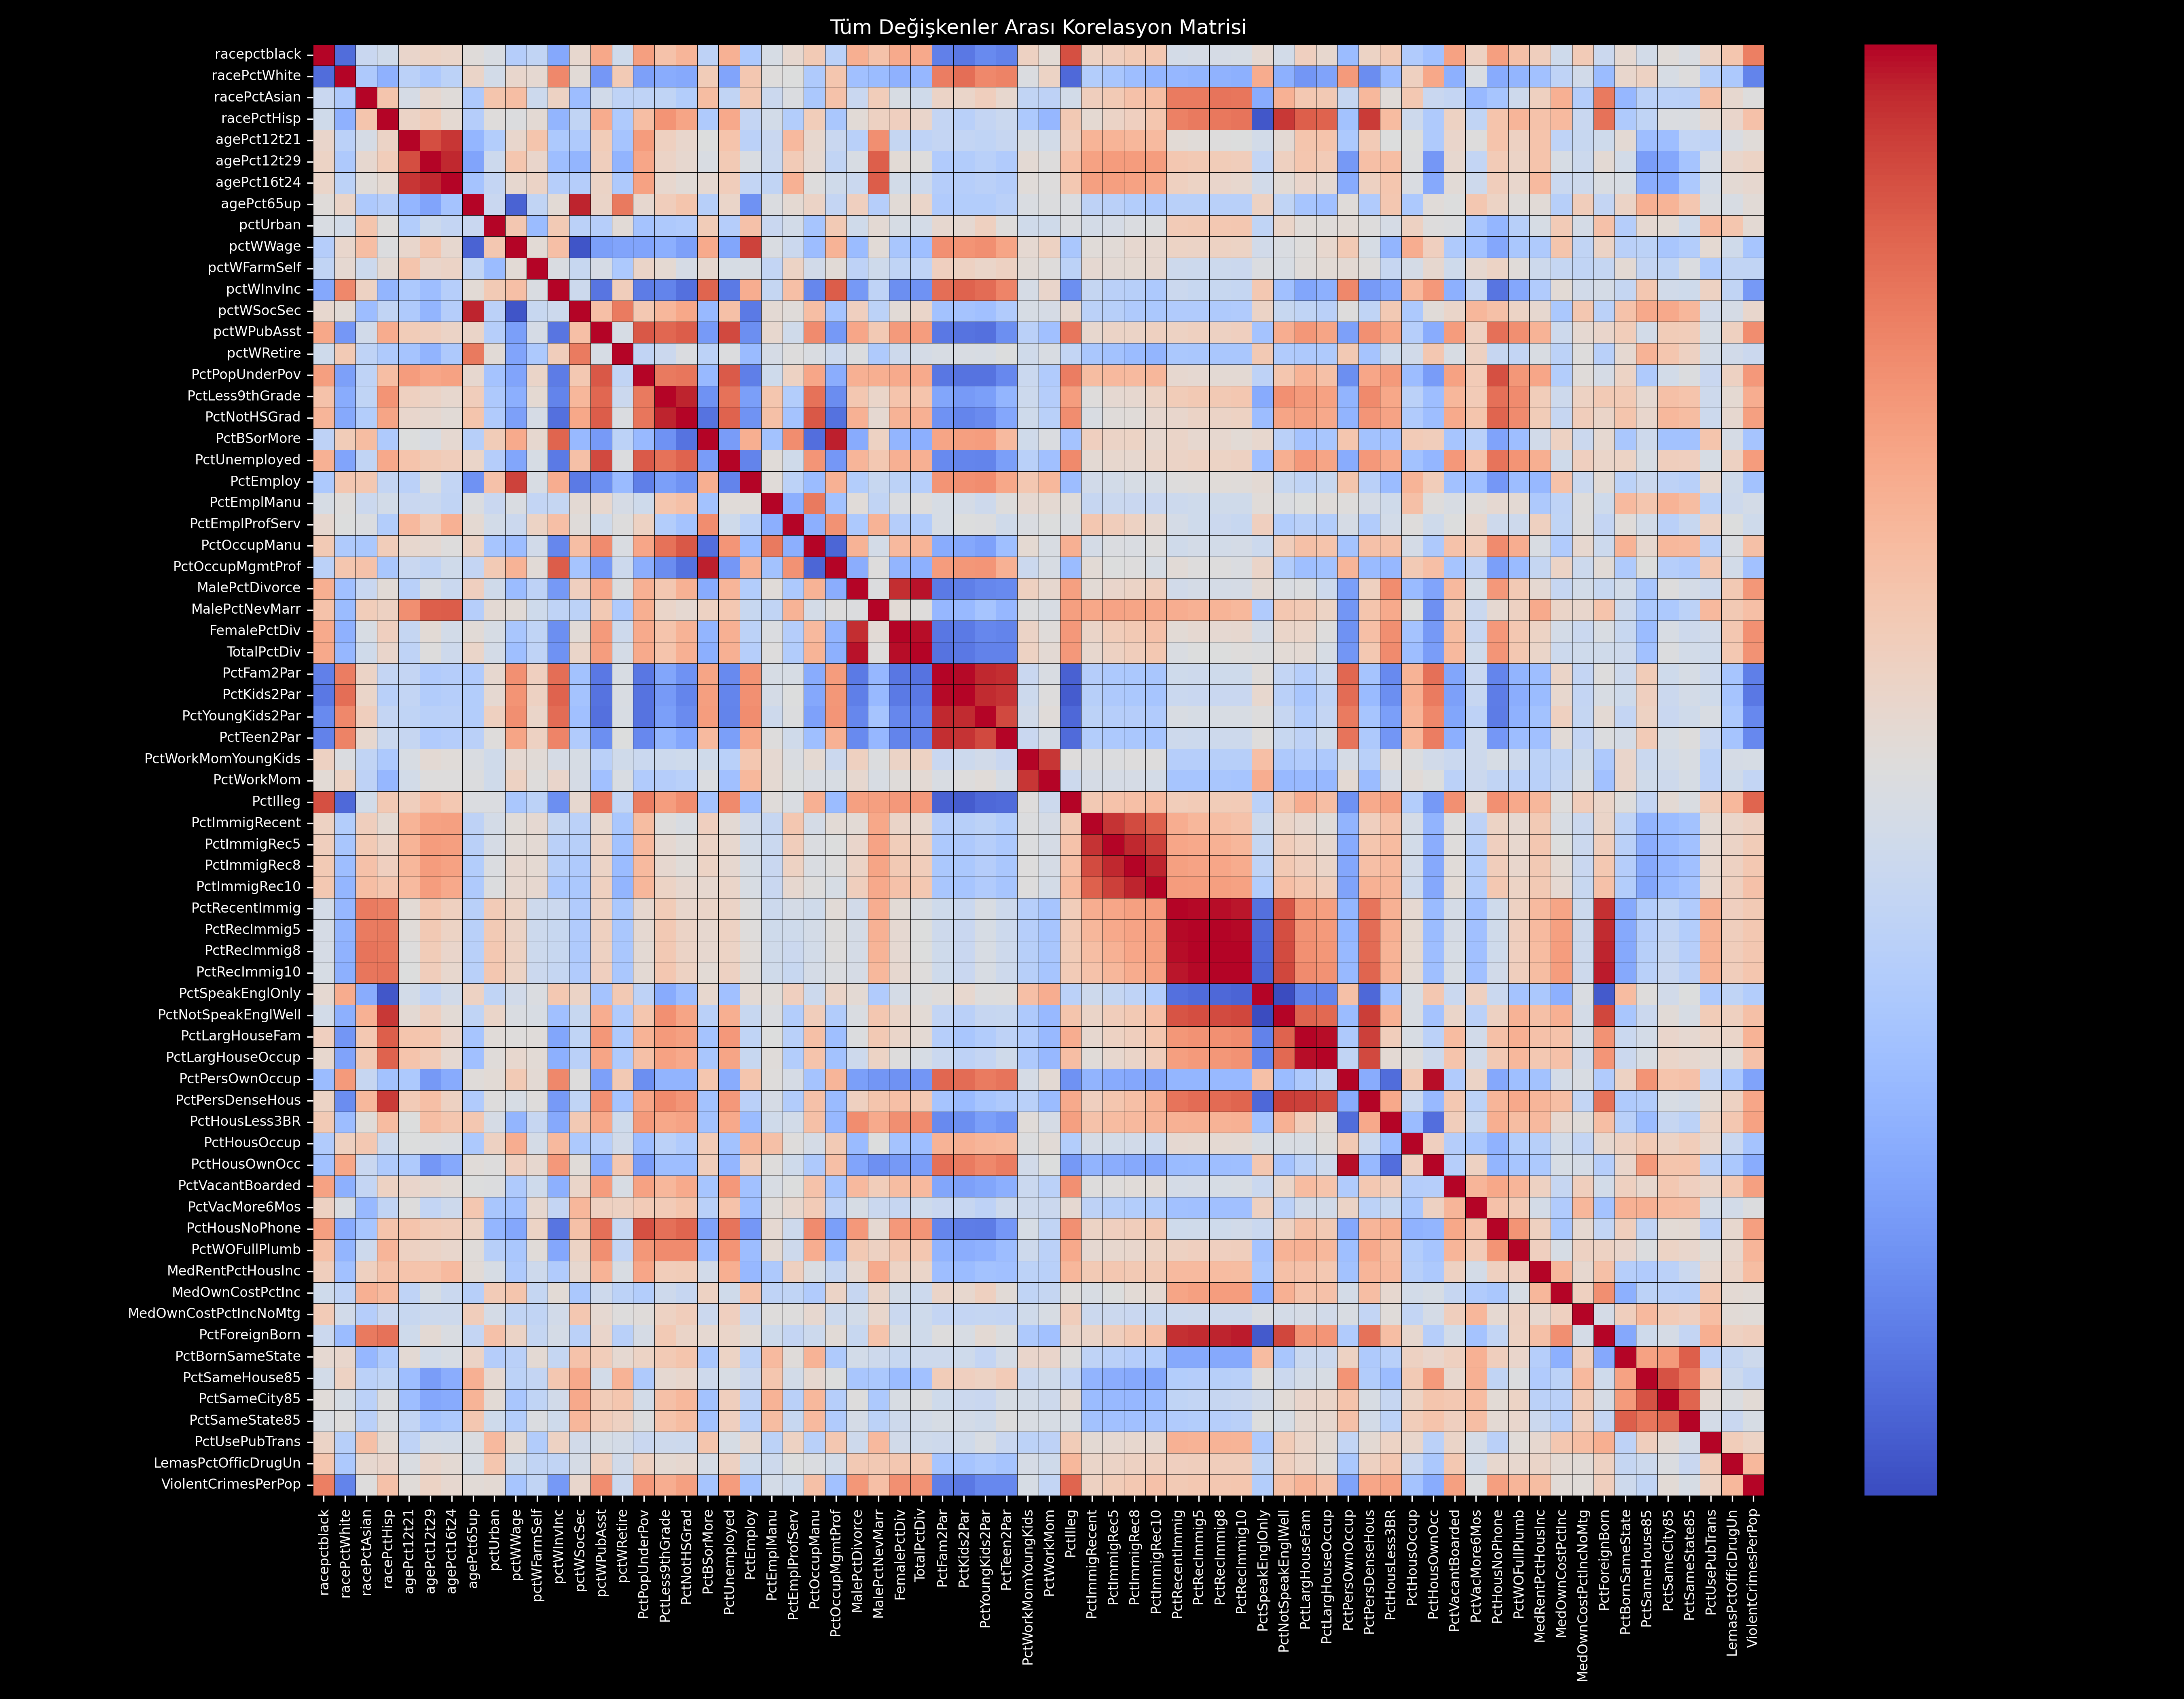 Tüm Değişkenler Arası Korelasyon Matrisi
racepctblack
racePctWhite
racePctAsian
racePctHisp
agePct12t21
agePct12t29
agePct16t24
agePct65up
pctUrban
pctWWage
pctWFarmSelf
pctWInvInc
pctWSocSec
pctWPubAsst
pctWRetire
PctPopUnderPov
PctLess9thGrade
PctNotHSGrad
PctBSorMore
PctUnemployed
PctEmploy
PctEmplManu
PctEmplProfServ
PctOccupManu
PctOccupMgmtProf
MalePctDivorce
MalePctNevMarr
FemalePctDiv
TotalPctDiv
PctFam2Par
PctKids2Par
PctYoungKids2Par
PctTeen2Par
PctWorkMomYoungKids
PctWorkMom
PctIlleg
PctImmigRecent
PctImmigRec5
PctImmigRec8
PctImmigRec10
PctRecentImmig
PctRecImmig5
PctRecImmig8
PctRecImmig10
PctSpeakEnglOnly
PctNotSpeakEnglWell
PctLargHouseFam
PctLargHouseOccup
PctPersOwnOccup
PctPersDenseHous
PctHousLess3BR
PctHousOccup
PctHousOwnOcc
PctVacantBoarded
PctVacMore6Mos
PctHousNoPhone
PctWOFullPlumb
MedRentPctHousInc
MedOwnCostPctInc
MedOwnCostPctIncNoMtg
PctForeignBorn
PctBornSameState
PctSameHouse85
PctSameCity85
PctSameState85
PctUsePubTrans
LemasPctOfficDrugUn
ViolentCrimesPerPop
racepctblack
racePctWhite
racePctAsian
racePctHisp
agePct12t21
agePct12t29
agePct16t24
agePct65up
pctUrban
pctWWage
pctWFarmSelf
pctWInvInc
pctWSocSec
pctWPubAsst
pctWRetire
PctPopUnderPov
PctLess9thGrade
PctNotHSGrad
PctBSorMore
PctUnemployed
PctEmploy
PctEmplManu
PctEmplProfServ
PctOccupManu
PctOccupMgmtProf
MalePctDivorce
MalePctNevMarr
FemalePctDiv
TotalPctDiv
PctFam2Par
PctKids2Par
PctYoungKids2Par
PctTeen2Par
PctWorkMomYoungKids
PctWorkMom
PctIlleg
PctImmigRecent
PctImmigRec5
PctImmigRec8
PctImmigRec10
PctRecentImmig
PctRecImmig5
PctRecImmig8
PctRecImmig10
PctSpeakEnglOnly
PctNotSpeakEnglWell
PctLargHouseFam
PctLargHouseOccup
PctPersOwnOccup
PctPersDenseHous
PctHousLess3BR
PctHousOccup
PctHousOwnOcc
PctVacantBoarded
PctVacMore6Mos
PctHousNoPhone
PctWOFullPlumb
MedRentPctHousInc
MedOwnCostPctInc
MedOwnCostPctIncNoMtg
PctForeignBorn
PctBornSameState
PctSameHouse85
PctSameCity85
PctSameState85
PctUsePubTrans
LemasPctOfficDrugUn
ViolentCrimesPerPop